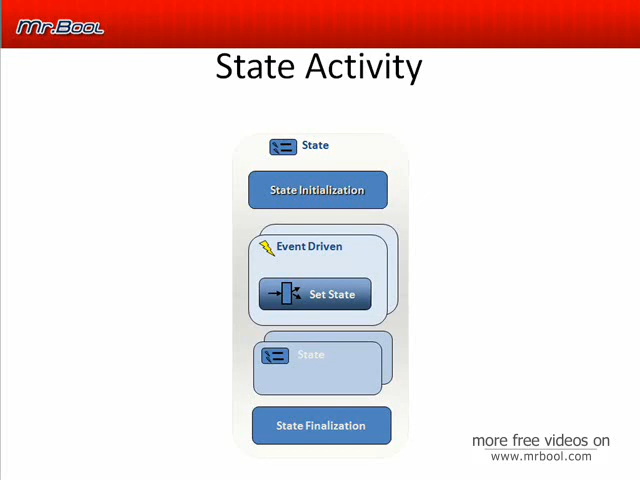 Mr.Bool
State Activity
State
State Initialization
Event Driven
Set State
State
State Finalization
more free videos on
www.mrbool.com